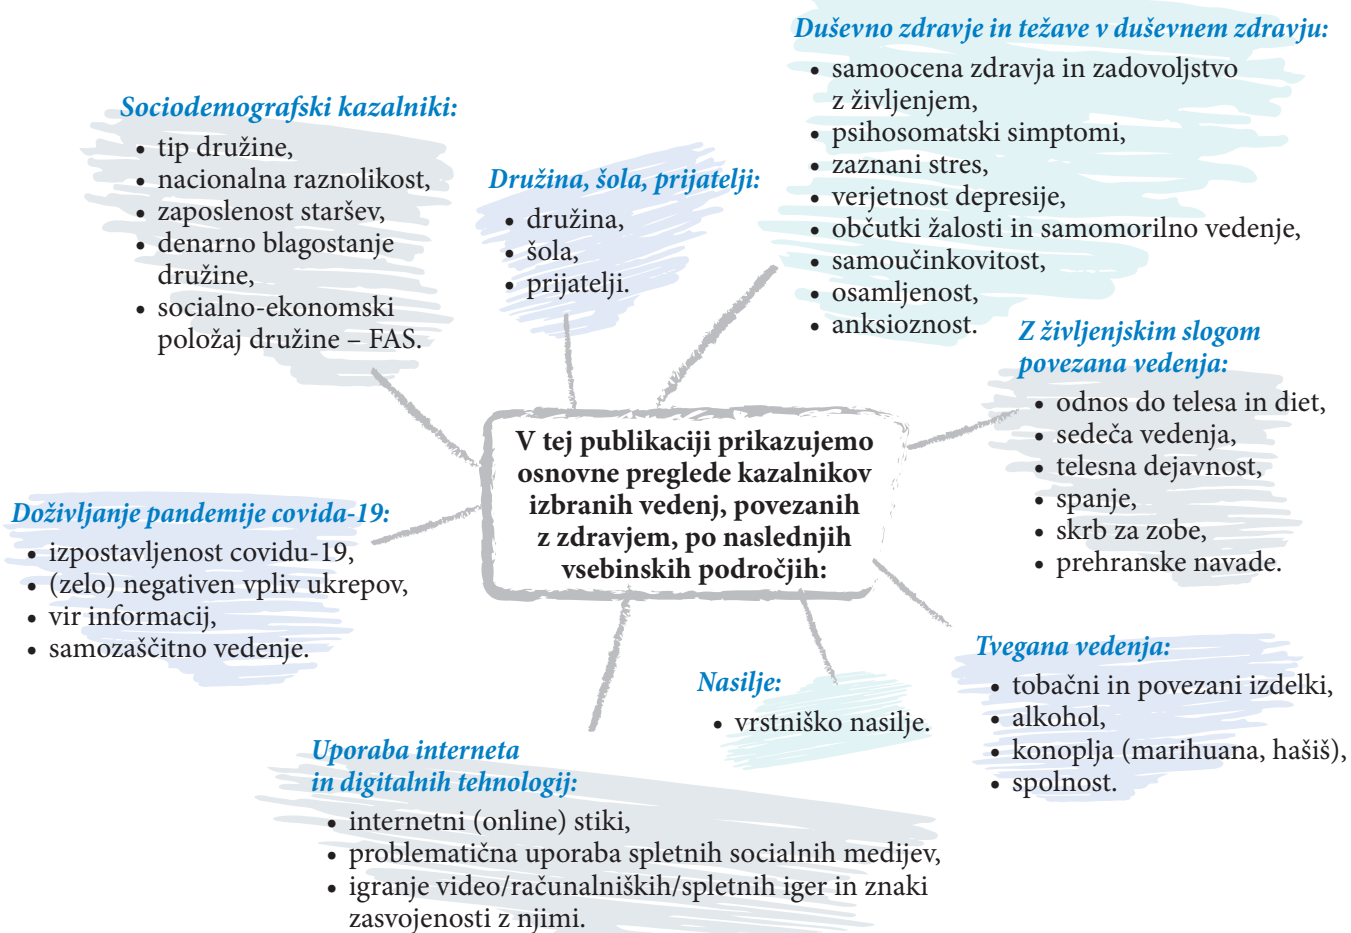 Duševno zdravje in težave v duševnem zdravju:
• samoocena zdravja in zadovoljstvo
z življenjem,
• psihosomatski simptomi,
• zaznani stres,
• verjetnost depresije,
• občutki žalosti in samomorilno vedenje,
• samoučinkovitost,
• osamljenost,
• anksioznost.
Sociodemografski kazalniki:
• tip družine,
• nacionalna raznolikost,
• zaposlenost staršev,
• denarno blagostanje
družine,
• socialno-ekonomski
položaj družine – FAS.
Družina, šola, prijatelji:
• družina,
• šola,
• prijatelji.
Z življenjskim slogom
povezana vedenja:
• odnos do telesa in diet,
• sedeča vedenja,
• telesna dejavnost,
• spanje,
• skrb za zobe,
• prehranske navade.
V tej publikaciji prikazujemo
osnovne preglede kazalnikov
izbranih vedenj, povezanih
z zdravjem, po naslednjih
vsebinskih področjih:
Doživljanje pandemije covida-19:
• izpostavljenost covidu-19,
• (zelo) negativen vpliv ukrepov,
• vir informacij,
• samozaščitno vedenje.
Tvegana vedenja:
• tobačni in povezani izdelki,
• alkohol,
• konoplja (marihuana, hašiš),
• spolnost.
Nasilje:
• vrstniško nasilje.
Uporaba interneta
in digitalnih tehnologij:
• internetni (online) stiki,
• problematična uporaba spletnih socialnih medijev,
• igranje video/računalniških/spletnih iger in znaki
zasvojenosti z njimi.